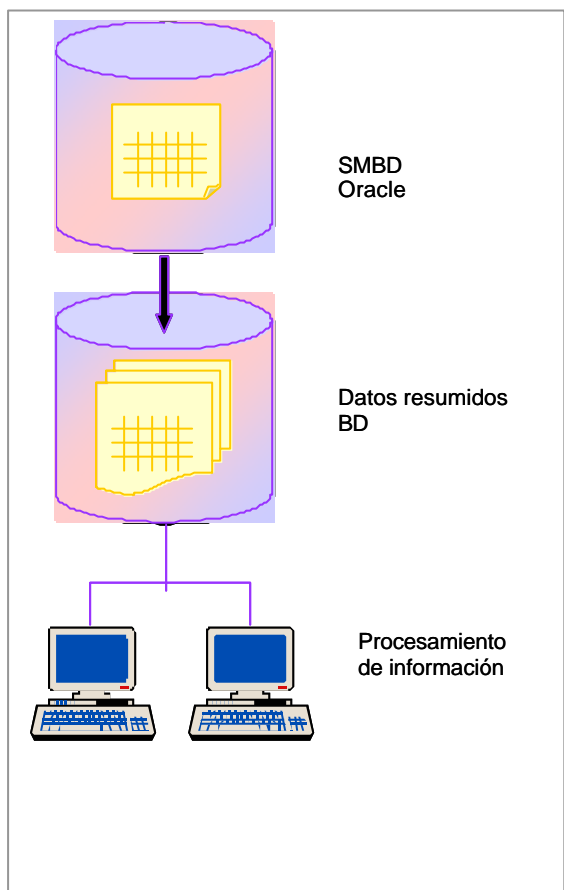 SMBD
Oracle
Datos resumidos
BD
Procesamiento
de información